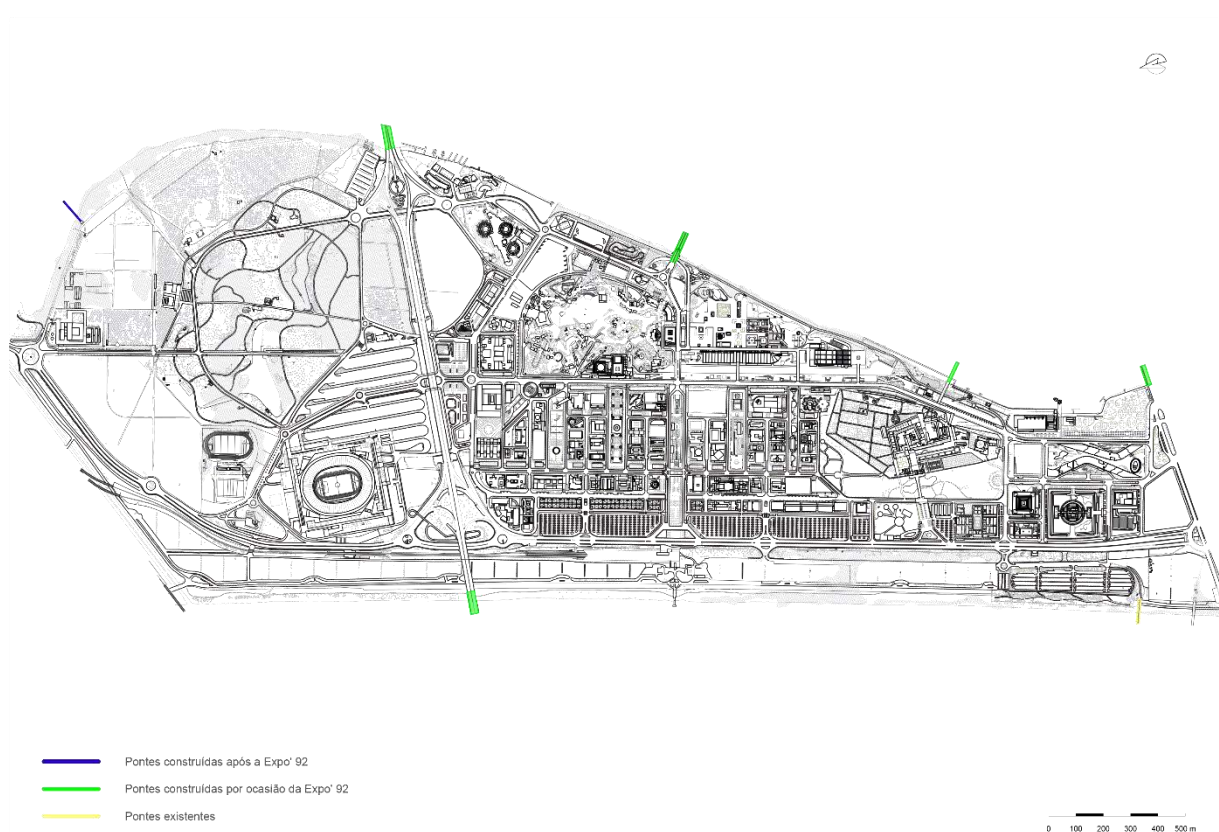 Pontes construídas após a Expo' 92
Pontes construídas por ocasião da Expo' 92
Pontes existentes
0 100 200 300 400 500 m